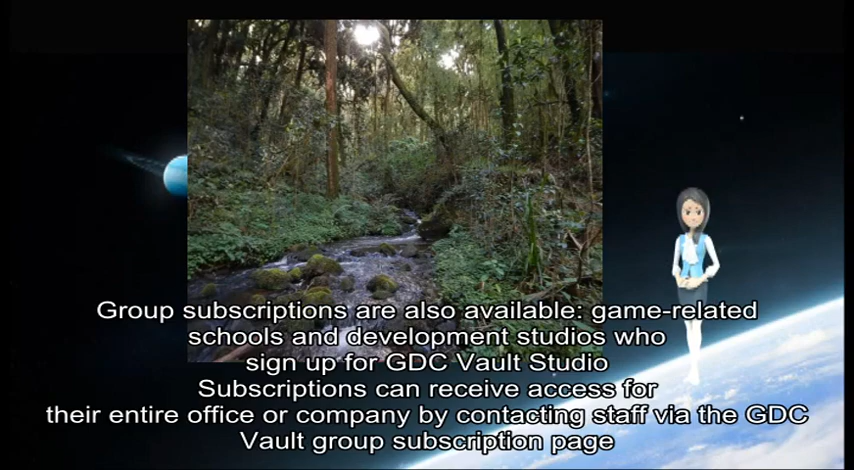 Group subscriptions are also available: game-related
schools and development studios who
sign up for GDC Vault Studio
Subscriptions can receive access for
their entire office or company by contacting staff via the GDC
Vault group subscription page